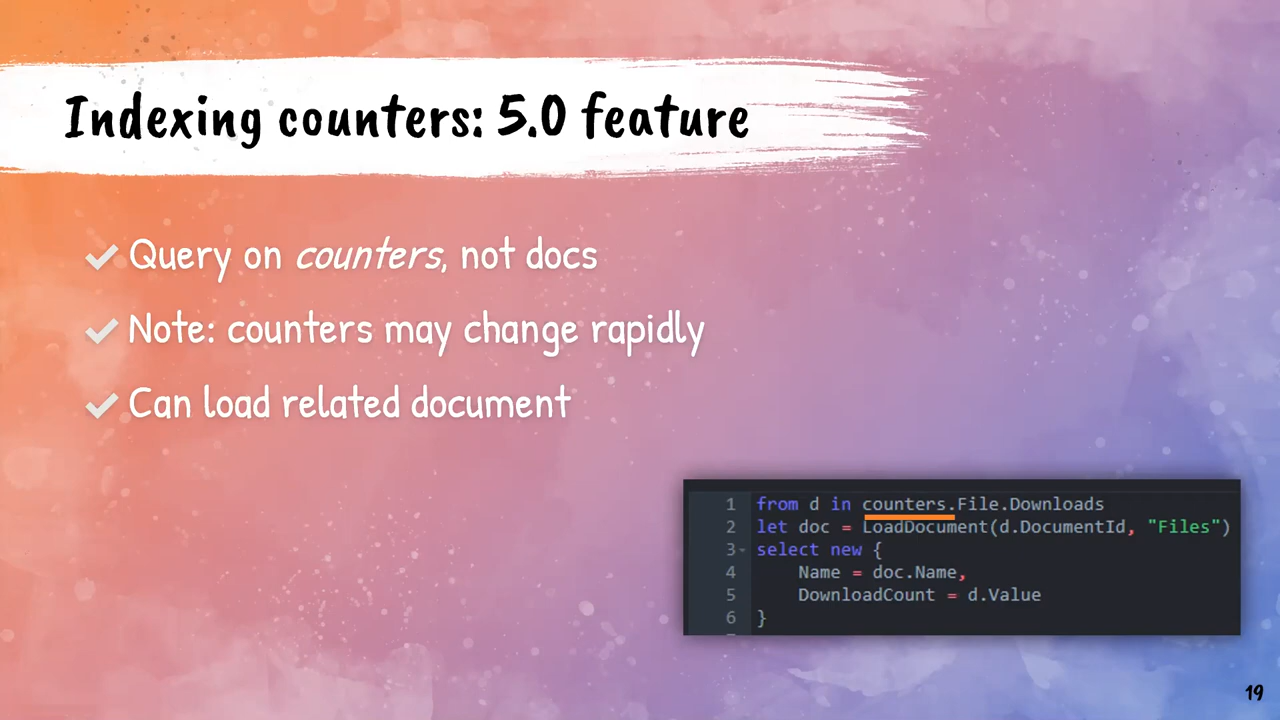 Indexing counters: 5.0 feature
Query on counters, not docs
Note: counters may change rapidly
Can load related document
1 from d in counters.File.Downloads
2 let doc = LoadDocument(d.DocumentId, "Files")
3 select new {
4     Name = doc.Name,
5     DownloadCount = d.Value
6 }
19